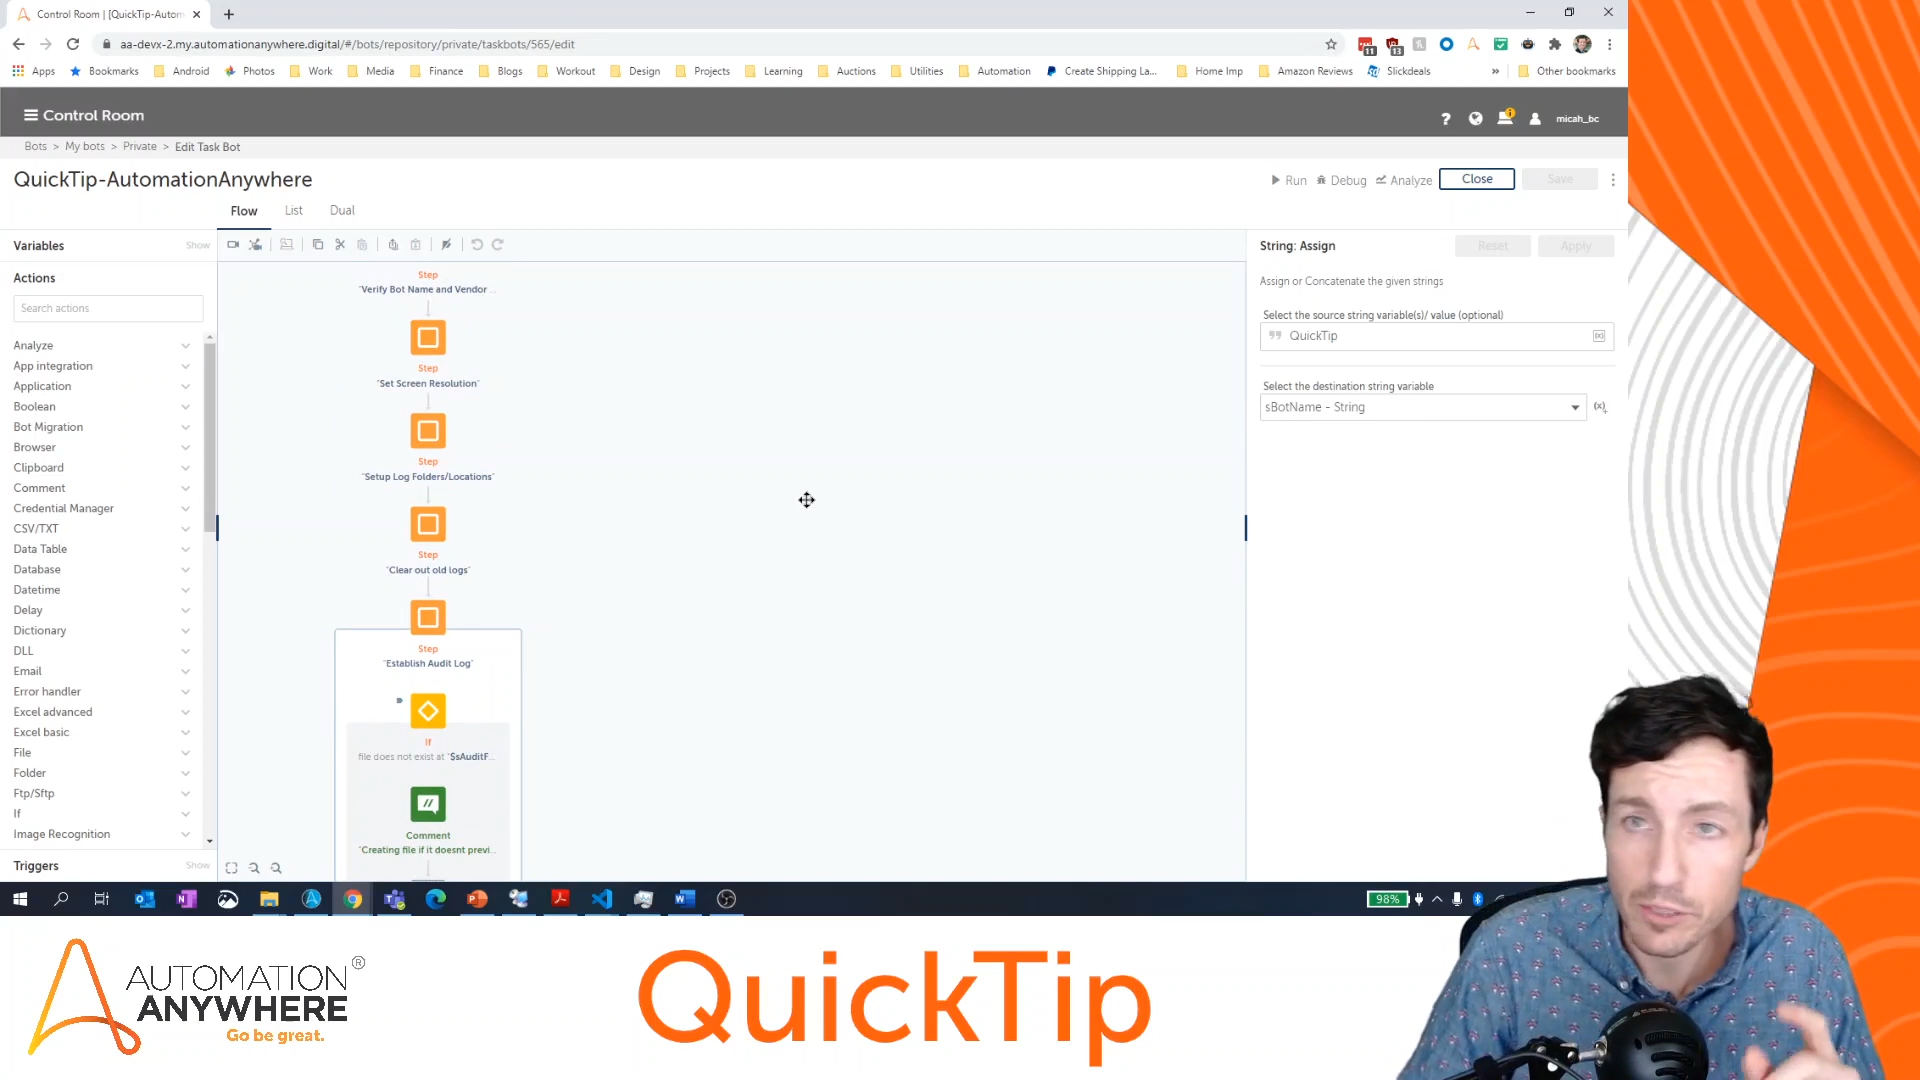 Control Room | [QuickTip-Autom
aa-devx-2.my.automationanywhere.digital/#/bots/repository/private/taskbots/565/edit
11
13
Apps
Bookmarks
Android
Photos
Work
Media
Finance
Blogs
Workout
Design
Projects
Learning
Auctions
Utilities
Automation
Create Shipping La...
Home Imp
Amazon Reviews
Slickdeals
»
Other bookmarks
Control Room
micah_bc
Bots > My bots > Private > Edit Task Bot
QuickTip-AutomationAnywhere
Run
Debug
Analyze
Close
Save
Flow
List
Dual
Variables
Show
Actions
Search actions
Analyze
App integration
Application
Boolean
Bot Migration
Browser
Clipboard
Comment
Credential Manager
CSV/TXT
Data Table
Database
Datetime
Delay
Dictionary
DLL
Email
Error handler
Excel advanced
Excel basic
File
Folder
Ftp/Sftp
If
Image Recognition
Triggers
Show
Step
"Verify Bot Name and Vendor ...
Step
"Set Screen Resolution"
Step
"Setup Log Folders/Locations"
Step
"Clear out old logs"
Step
"Establish Audit Log"
If
file does not exist at "$sAuditF...
Comment
"Creating file if it doesnt previ...
String: Assign
Reset
Apply
Assign or Concatenate the given strings
Select the source string variable(s)/ value (optional)
QuickTip
Select the destination string variable
sBotName - String
98%
AUTOMATION ®
ANYWHERE
Go be great.
QuickTip